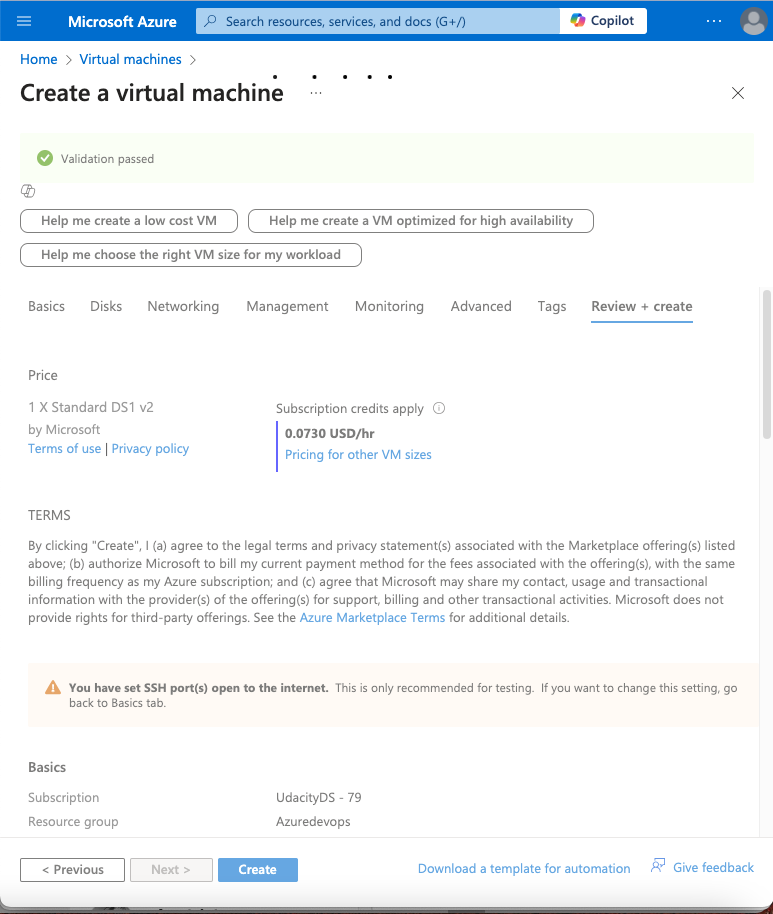 Microsoft Azure
Search resources, services, and docs (G+/)
Copilot
...
Home > Virtual machines >
Create a virtual machine ...
Validation passed
Help me create a low cost VM
Help me create a VM optimized for high availability
Help me choose the right VM size for my workload
Basics Disks Networking Management Monitoring Advanced Tags Review + create
Price
1 X Standard DS1 v2
by Microsoft
Terms of use | Privacy policy
Subscription credits apply
0.0730 USD/hr
Pricing for other VM sizes
TERMS
By clicking "Create", I (a) agree to the legal terms and privacy statement(s) associated with the Marketplace offering(s) listed
above; (b) authorize Microsoft to bill my current payment method for the fees associated with the offering(s), with the same
billing frequency as my Azure subscription; and (c) agree that Microsoft may share my contact, usage and transactional
information with the provider(s) of the offering(s) for support, billing and other transactional activities. Microsoft does not
provide rights for third-party offerings. See the Azure Marketplace Terms for additional details.
You have set SSH port(s) open to the internet. This is only recommended for testing. If you want to change this setting, go
back to Basics tab.
Basics
Subscription UdacityDS - 79
Resource group Azuredevops
< Previous Next > Create Download a template for automation Give feedback